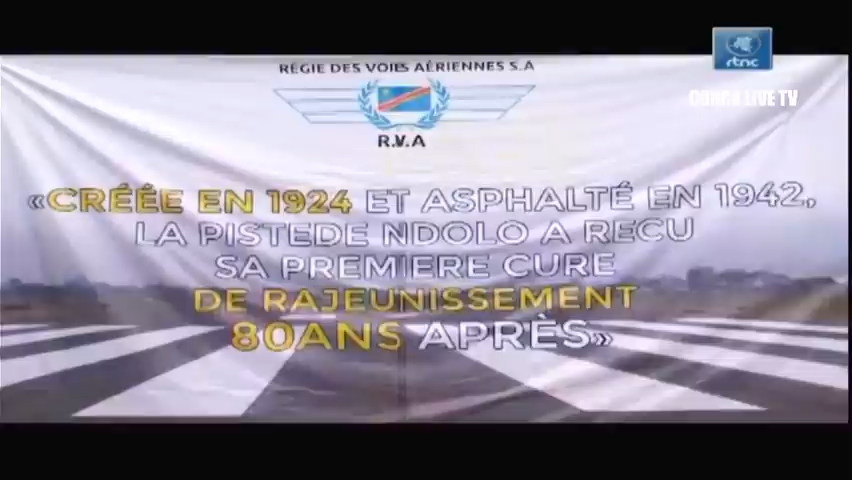 rtnc
CONGO LIVE TV
RÉGIE DES VOIES AÉRIENNES S.A
R.V.A
«CRÉÉE EN 1924 ET ASPHALTÉ EN 1942,
LA PISTEDE NDOLO A RECU
SA PREMIERE CURE
DE RAJEUNISSEMENT
80ANS APRÈS»